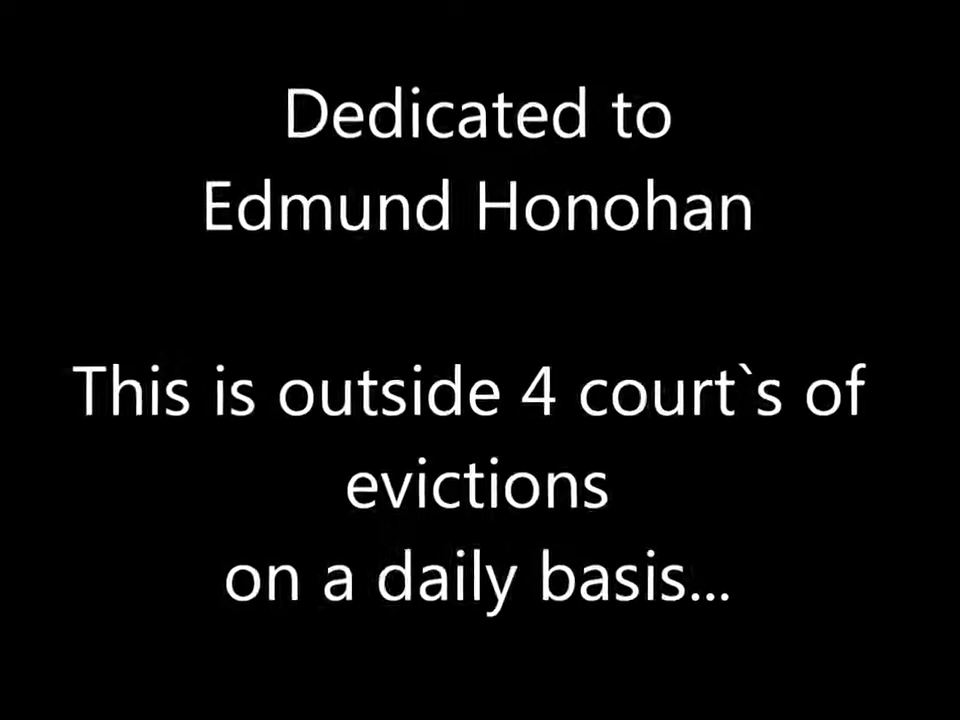 Dedicated to
Edmund Honohan
This is outside 4 court`s of
evictions
on a daily basis...